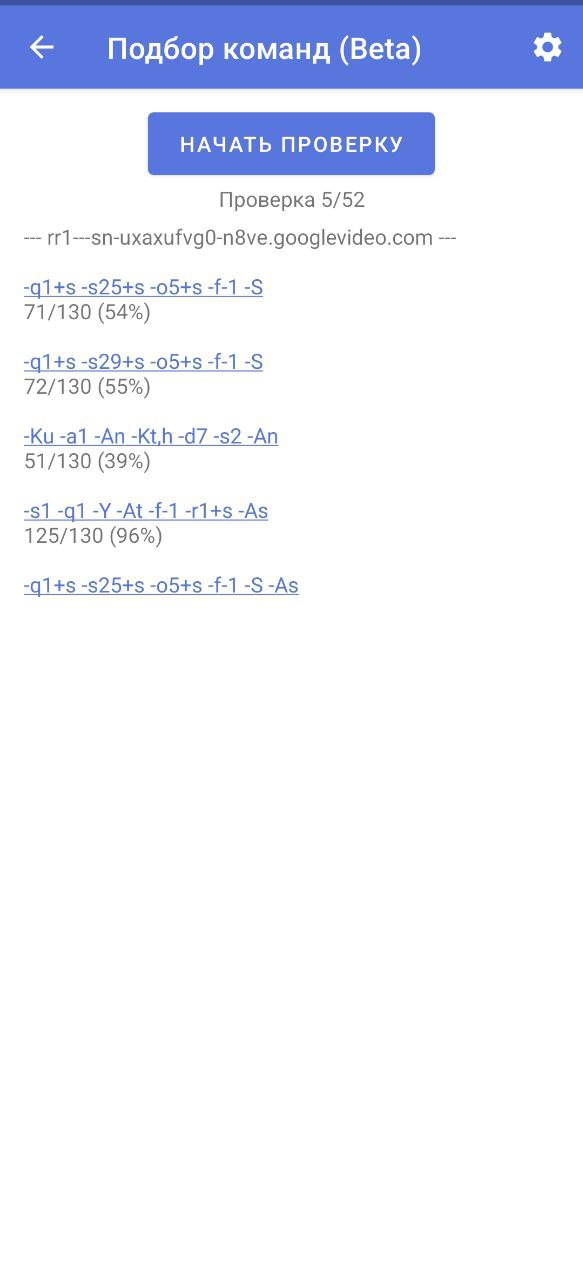 Подбор команд (Beta)
НАЧАТЬ ПРОВЕРКУ
Проверка 5/52
--- rr1---sn-uxaxufvg0-n8ve.googlevideo.com ---
-q1+s -s25+s -o5+s -f-1 -S
71/130 (54%)
-q1+s -s29+s -o5+s -f-1 -S
72/130 (55%)
-Ku -a1 -An -Kt,h -d7 -s2 -An
51/130 (39%)
-s1 -q1 -Y -At -f-1 -r1+s -As
125/130 (96%)
-q1+s -s25+s -o5+s -f-1 -S -As